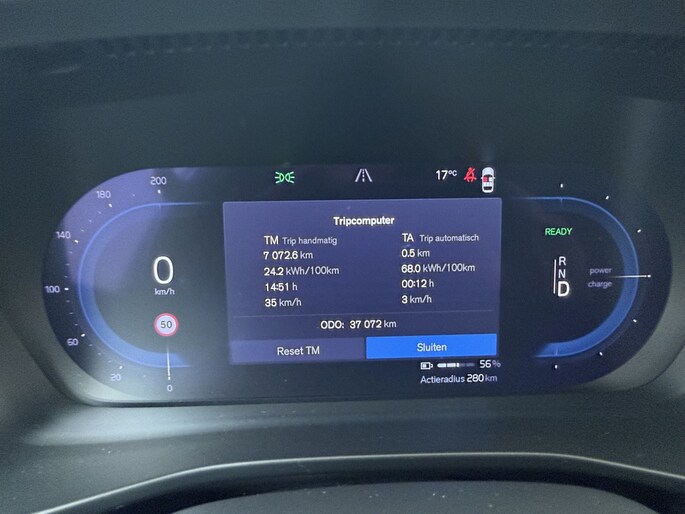 17°C
200
180
140
100
60
20
0
0
km/h
50
Tripcomputer
TM Trip handmatig
7 072.6 km
24.2 kWh/100km
14:51 h
35 km/h
TA Trip automatisch
0.5 km
68.0 kWh/100km
00:12 h
3 km/h
ODO: 37 072 km
Reset TM
Sluiten
READY
R
N
D
power
charge
56%
Actieradius 280 km